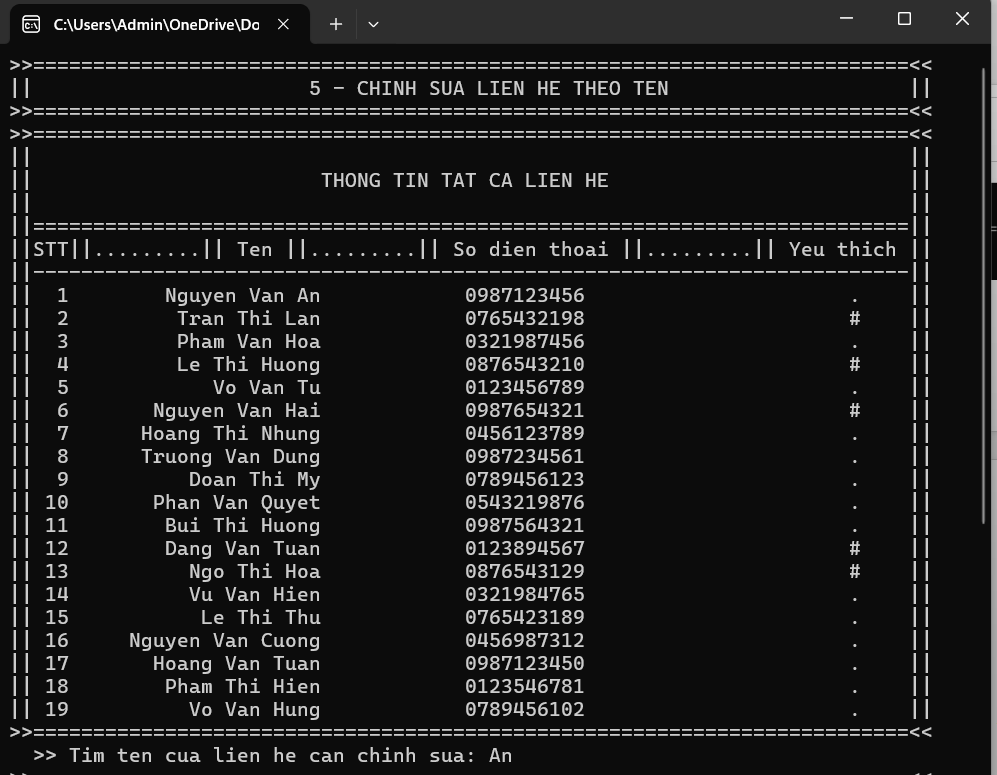 C:\Users\Admin\OneDrive\Do
>>=========================================================================<<
||                       5 - CHINH SUA LIEN HE THEO TEN                    ||
>>=========================================================================<<
>>=========================================================================<<
||                                                                         ||
||                        THONG TIN TAT CA LIEN HE                         ||
||                                                                         ||
||=========================================================================||
||STT||.........|| Ten ||.........|| So dien thoai ||.........|| Yeu thich ||
||-------------------------------------------------------------------------||
||  1        Nguyen Van An            0987123456                      .    ||
||  2         Tran Thi Lan            0765432198                      #    ||
||  3         Pham Van Hoa            0321987456                      .    ||
||  4         Le Thi Huong            0876543210                      #    ||
||  5            Vo Van Tu            0123456789                      .    ||
||  6       Nguyen Van Hai            0987654321                      #    ||
||  7      Hoang Thi Nhung            0456123789                      .    ||
||  8      Truong Van Dung            0987234561                      .    ||
||  9          Doan Thi My            0789456123                      .    ||
|| 10       Phan Van Quyet            0543219876                      .    ||
|| 11        Bui Thi Huong            0987564321                      .    ||
|| 12        Dang Van Tuan            0123894567                      #    ||
|| 13          Ngo Thi Hoa            0876543129                      #    ||
|| 14          Vu Van Hien            0321984765                      .    ||
|| 15           Le Thi Thu            0765423189                      .    ||
|| 16     Nguyen Van Cuong            0456987312                      .    ||
|| 17       Hoang Van Tuan            0987123450                      .    ||
|| 18        Pham Thi Hien            0123546781                      .    ||
|| 19          Vo Van Hung            0789456102                      .    ||
>>=========================================================================<<
  >> Tim ten cua lien he can chinh sua: An